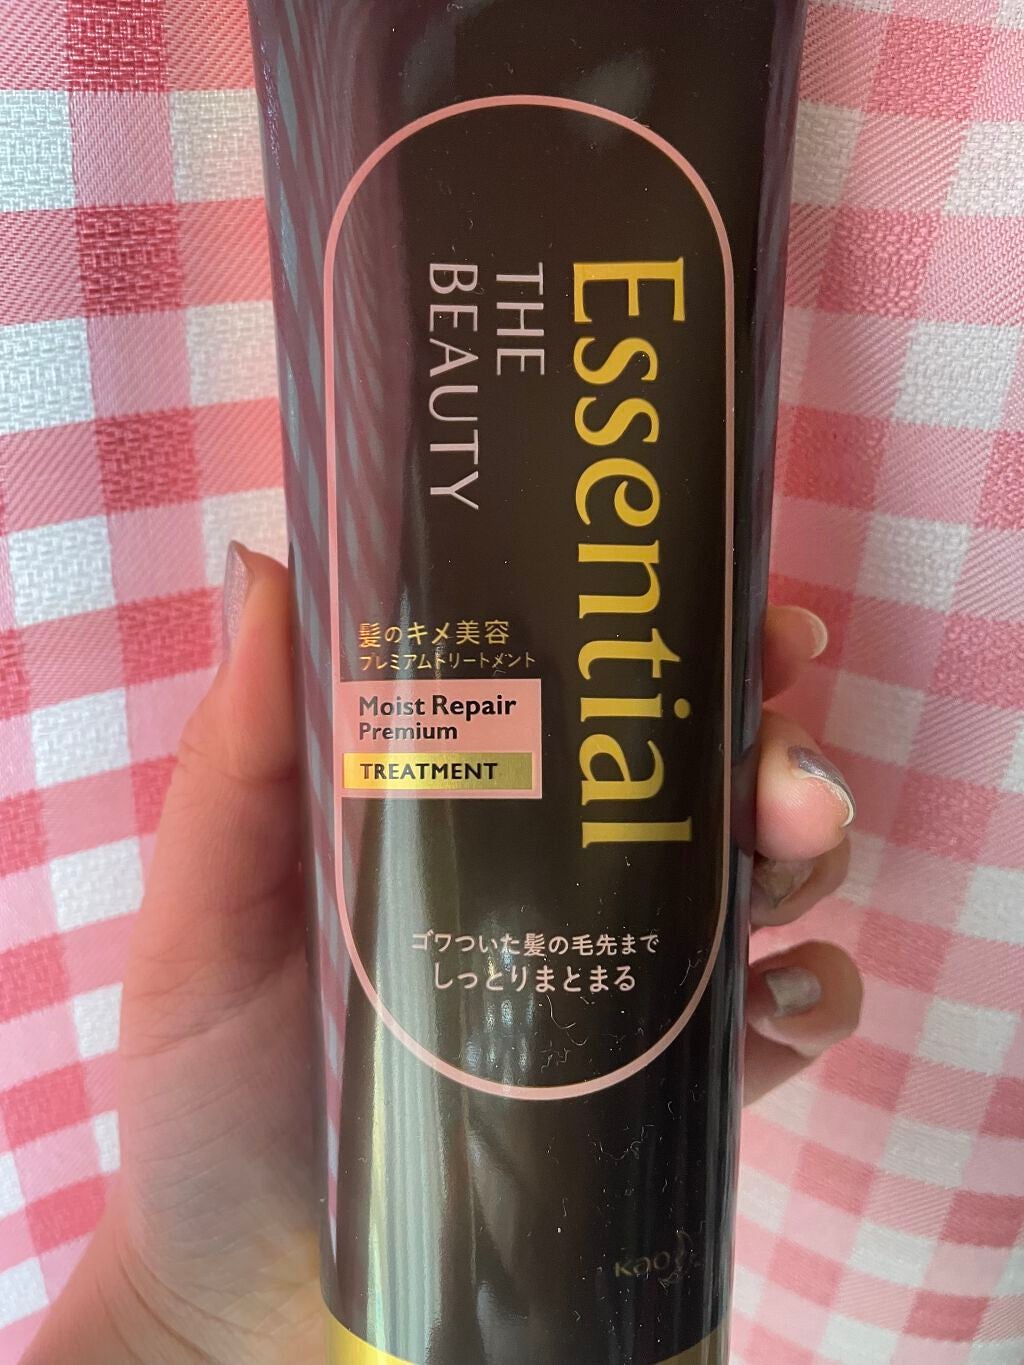 Essential
THE
BEAUTY
髪のキメ美容
プレミアムトリートメント
Moist Repair
Premium
TREATMENT
ゴワついた髪の毛先まで
しっとりまとまる
Kao